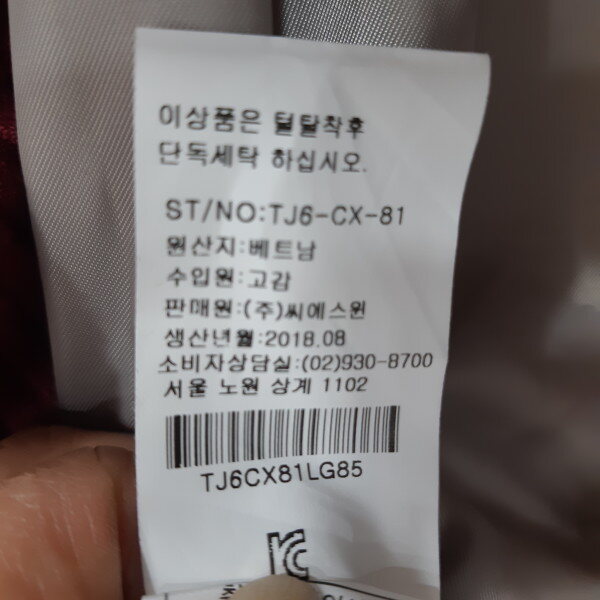 이상품은 털탈착후
단독세탁 하십시오.
ST/NO:TJ6-CX-81
원산지:베트남
수입원:고감
판매원:(주)씨에스윈
생산년월:2018.08
소비자상담실:(02)930-8700
서울 노원 상계 1102
TJ6CX81LG85